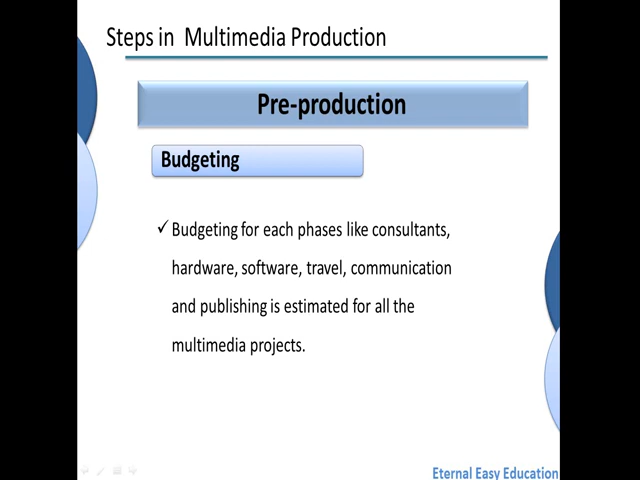 Steps in Multimedia Production
Pre-production
Budgeting
✓ Budgeting for each phases like consultants,
hardware, software, travel, communication
and publishing is estimated for all the
multimedia projects.
Eternal Easy Education